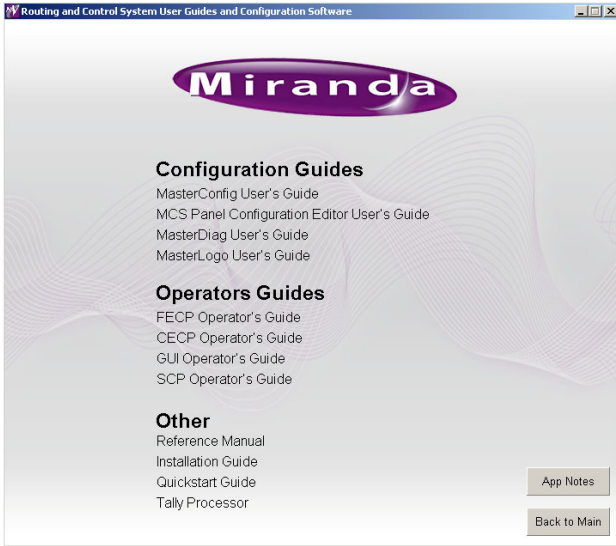 Routing and Control System User Guides and Configuration Software
Miranda
Configuration Guides
MasterConfig User's Guide
MCS Panel Configuration Editor User's Guide
MasterDiag User's Guide
MasterLogo User's Guide
Operators Guides
FECP Operator's Guide
CECP Operator's Guide
GUI Operator's Guide
SCP Operator's Guide
Other
Reference Manual
Installation Guide
Quickstart Guide
Tally Processor
App Notes
Back to Main